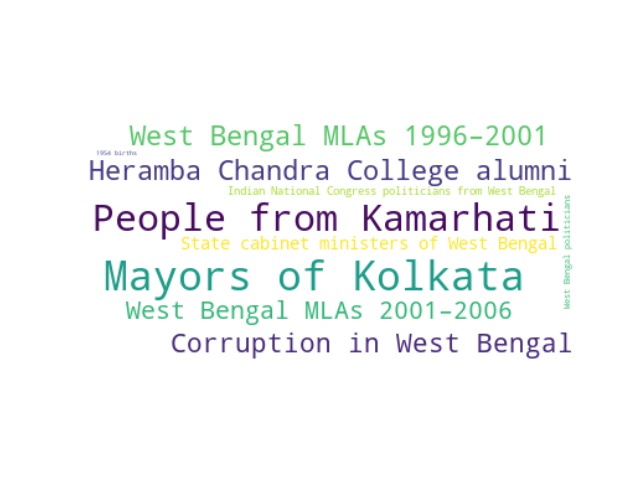 West Bengal MLAs 1996–2001
1954 births
Heramba Chandra College alumni
Indian National Congress politicians from West Bengal
People from Kamarhati
State cabinet ministers of West Bengal
Mayors of Kolkata
West Bengal MLAs 2001–2006
Corruption in West Bengal
West Bengal politicians